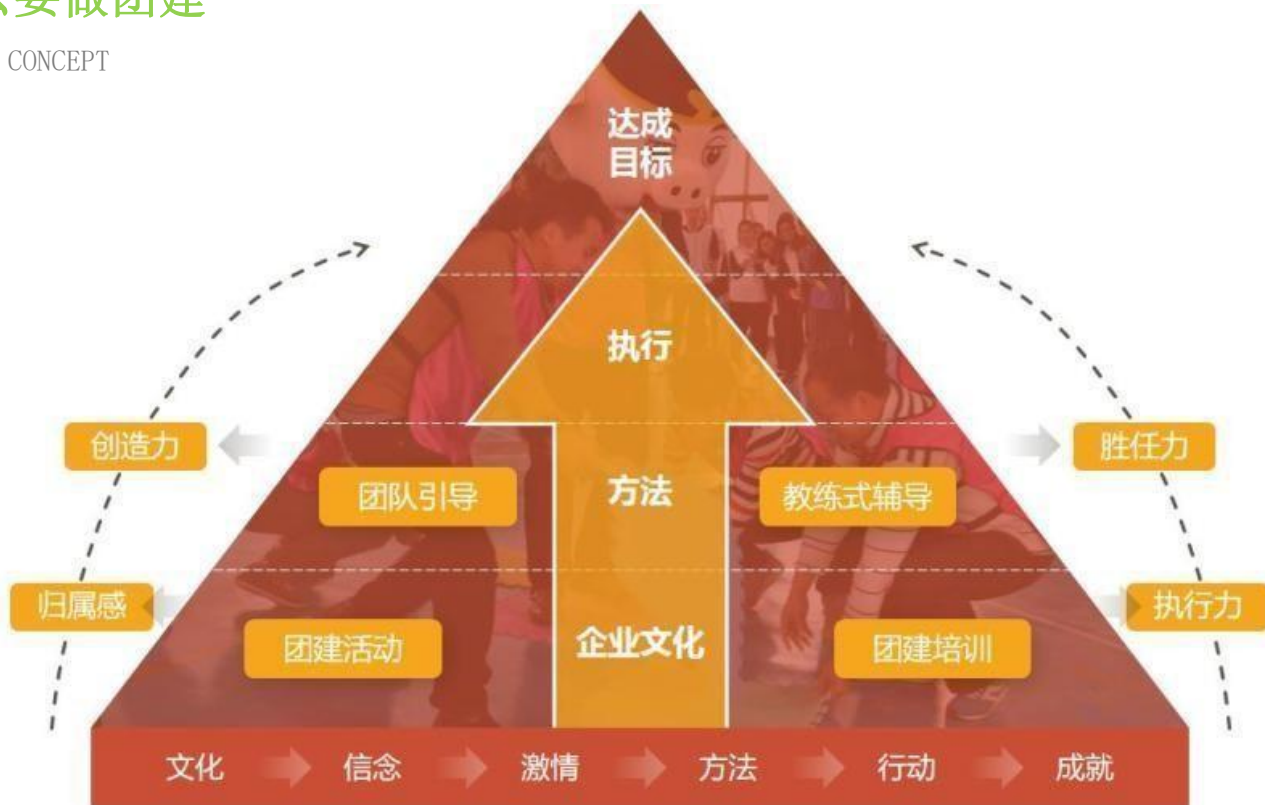 么要做团建
CONCEPT
达成
目标
执行
创造力
胜任力
团队引导
方法
教练式辅导
归属感
执行力
团建活动
企业文化
团建培训
文化
信念
激情
方法
行动
成就